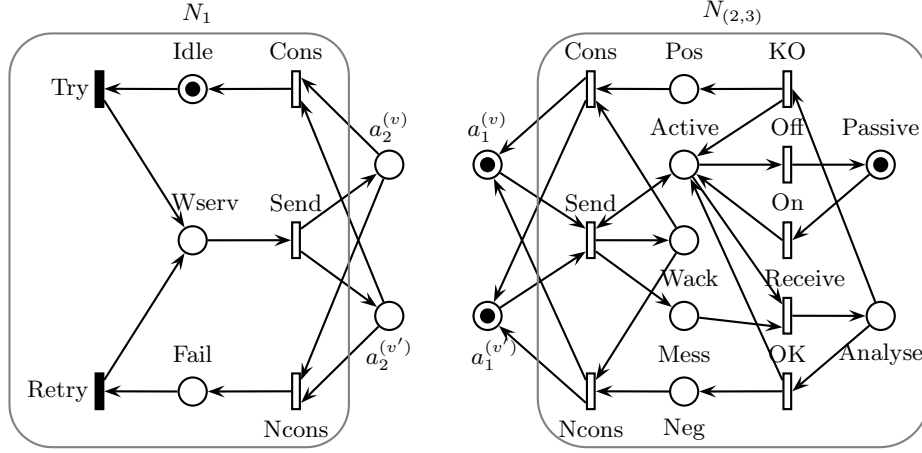 N₁
N₍₂,₃₎
Idle
Cons
Cons
Pos
KO
Try
a₂⁽ᵛ⁾
a₁⁽ᵛ⁾
Active
Off
Passive
Wserv
Send
Send
On
Wack
Receive
a₂⁽ᵛ'⁾
a₁⁽ᵛ'⁾
Fail
Mess
OK
Analyse
Retry
Ncons
Ncons
Neg